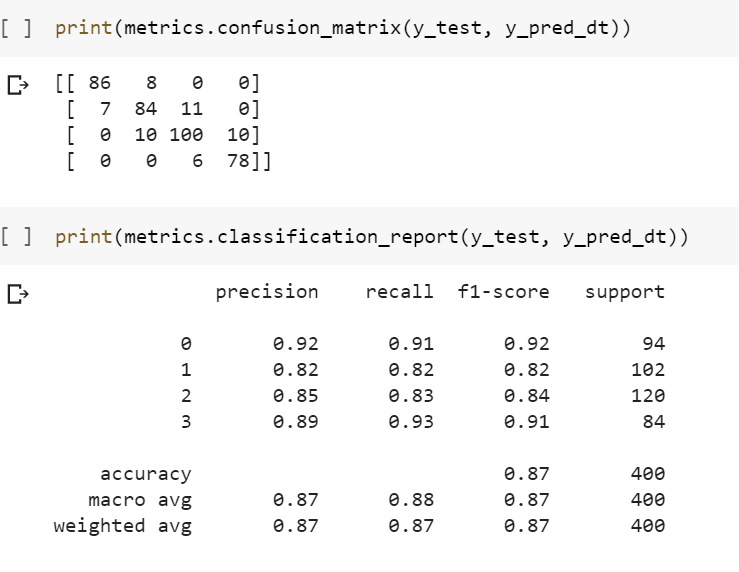 [ ] print(metrics.confusion_matrix(y_test, y_pred_dt))
[[ 86 8 0 0]
[ 7 84 11 0]
[ 0 10 100 10]
[ 0 0 6 78]]
[ ] print(metrics.classification_report(y_test, y_pred_dt))
precision recall f1-score support
0 0.92 0.91 0.92 94
1 0.82 0.82 0.82 102
2 0.85 0.83 0.84 120
3 0.89 0.93 0.91 84
accuracy 0.87 400
macro avg 0.87 0.88 0.87 400
weighted avg 0.87 0.87 0.87 400